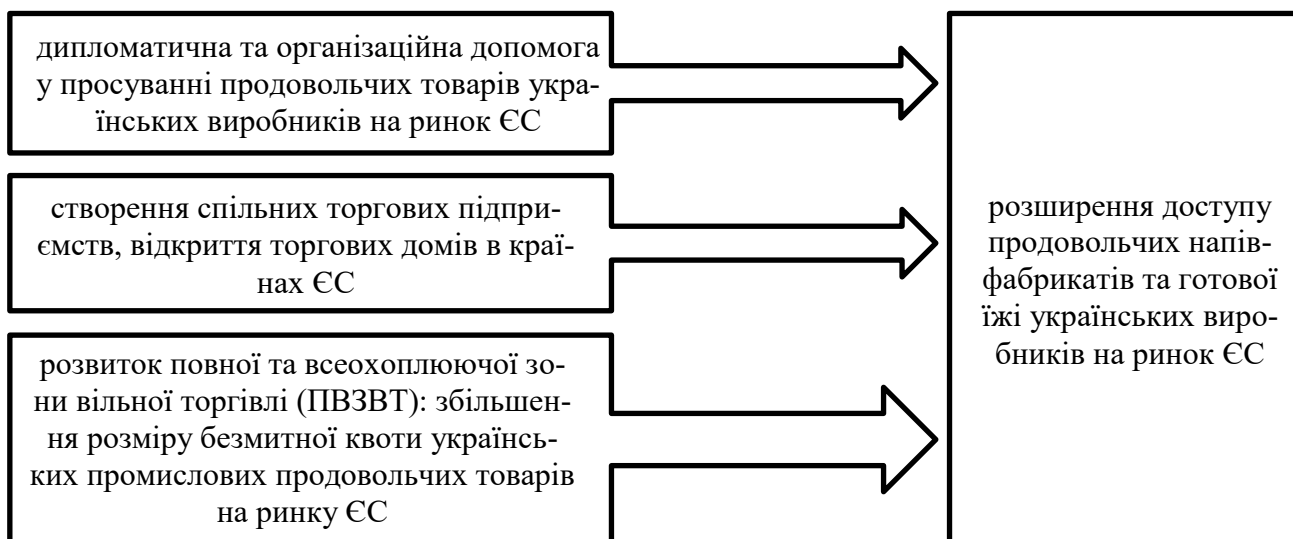 дипломатична та організаційна допомога
у просуванні продовольчих товарів укра-
їнських виробників на ринок ЄС
створення спільних торгових підпри-
ємств, відкриття торгових домів в краї-
нах ЄС
розвиток повної та всеохоплюючої зо-
ни вільної торгівлі (ПВЗВТ): збільшен-
ня розміру безмитної квоти українсь-
ких промислових продовольчих товарів
на ринку ЄС
розширення доступу
продовольчих напів-
фабрикатів та готової
їжі українських виро-
бників на ринок ЄС